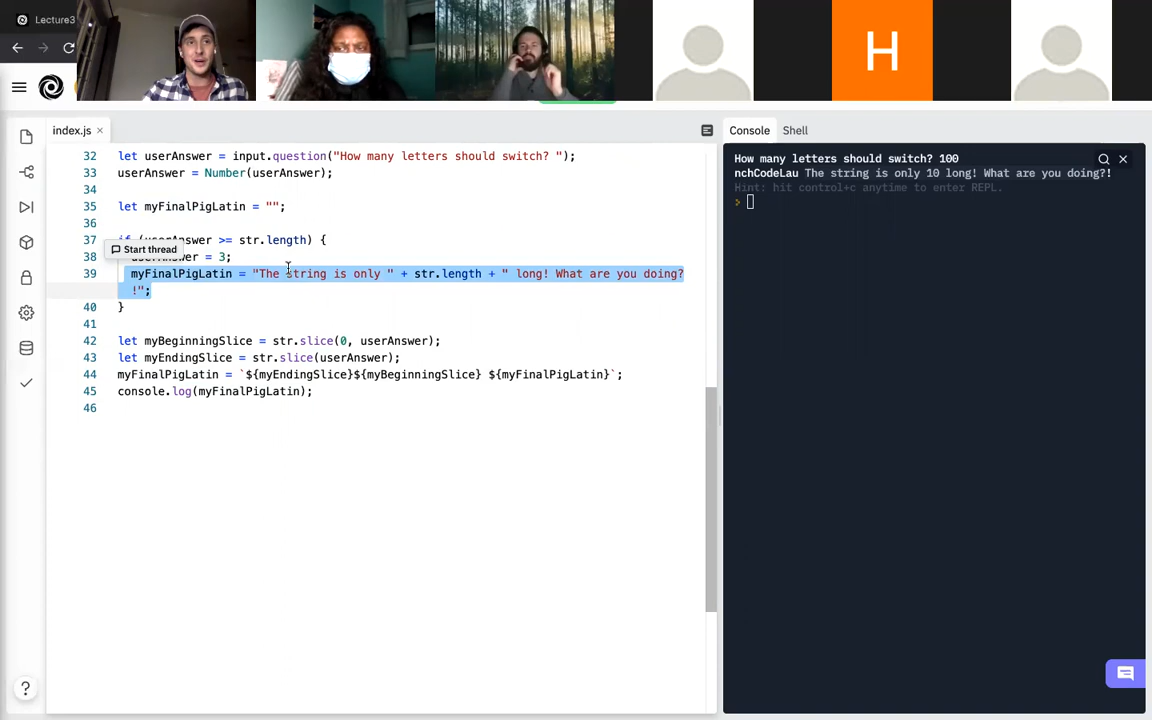 Lecture3
H
index.js ×
Console Shell
32 let userAnswer = input.question("How many letters should switch? ");
33 userAnswer = Number(userAnswer);
34
35 let myFinalPigLatin = "";
36
37 if (userAnswer >= str.length) {
Start thread
38 userAnswer = 3;
39 myFinalPigLatin = "The string is only " + str.length + " long! What are you doing?
!";
40 }
41
42 let myBeginningSlice = str.slice(0, userAnswer);
43 let myEndingSlice = str.slice(userAnswer);
44 myFinalPigLatin = `${myEndingSlice}${myBeginningSlice} ${myFinalPigLatin}`;
45 console.log(myFinalPigLatin);
46
How many letters should switch? 100
nchCodeLau The string is only 10 long! What are you doing?!
Hint: hit control+c anytime to enter REPL.
>
?